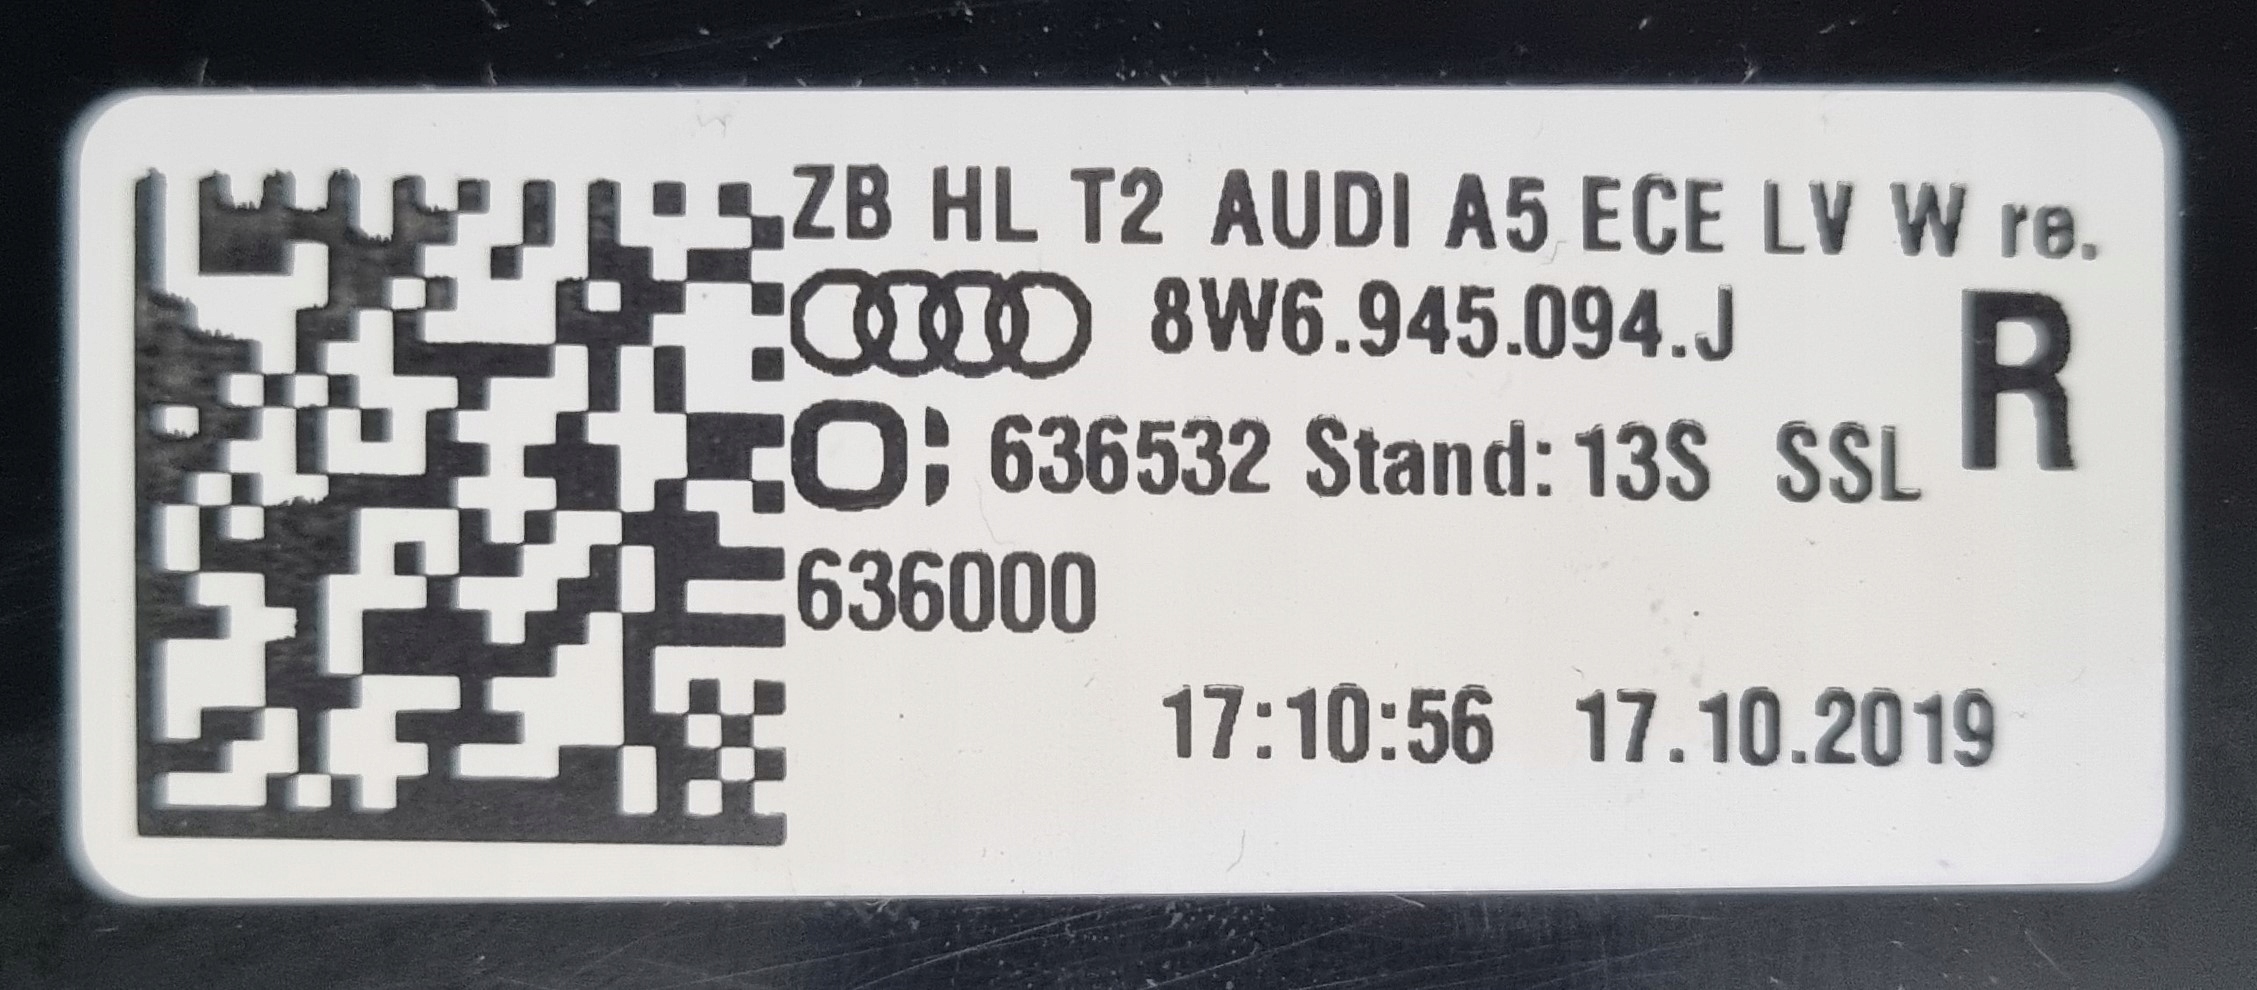 ZB HL T2 AUDI A5 ECE LV W re.
8W6.945.094.J R
636532 Stand: 13S SSL
636000
17:10:56 17.10.2019